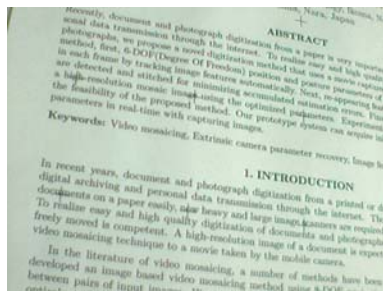 Nara, Japan
ABSTRACT
Recently, document and photograph digitization from a paper is very
sonal data transmission through the internet. To realize easy and high
photographs, we propose a novel digitization method that uses a movie
method, first, 6-DOF(Degree Of Freedom) position and posture parameters of
in each frame by tracking image features automatically. Next, re-appearing
are detected and stitched for minimizing accumulated estimation errors.
a high-resolution mosaic image using the optimized parameters.
the feasibility of the proposed method. Our prototype system can acquire
parameters in real-time with capturing images.
Keywords: Video mosaicing, Extrinsic camera parameter recovery, Image
1. INTRODUCTION
In recent years, document and photograph digitization from a printed or
digital archiving and personal data transmission through the internet.
documents on a paper easily, heavy and large image scanners are required
To realize easy and high quality digitization of documents and
freely moved is competent. A high-resolution image of a document is
video mosaicing technique to a movie taken by the mobile camera.
In the literature of video mosaicing, a number of methods have been
developed an image based video mosaicing method using
between pairs of input